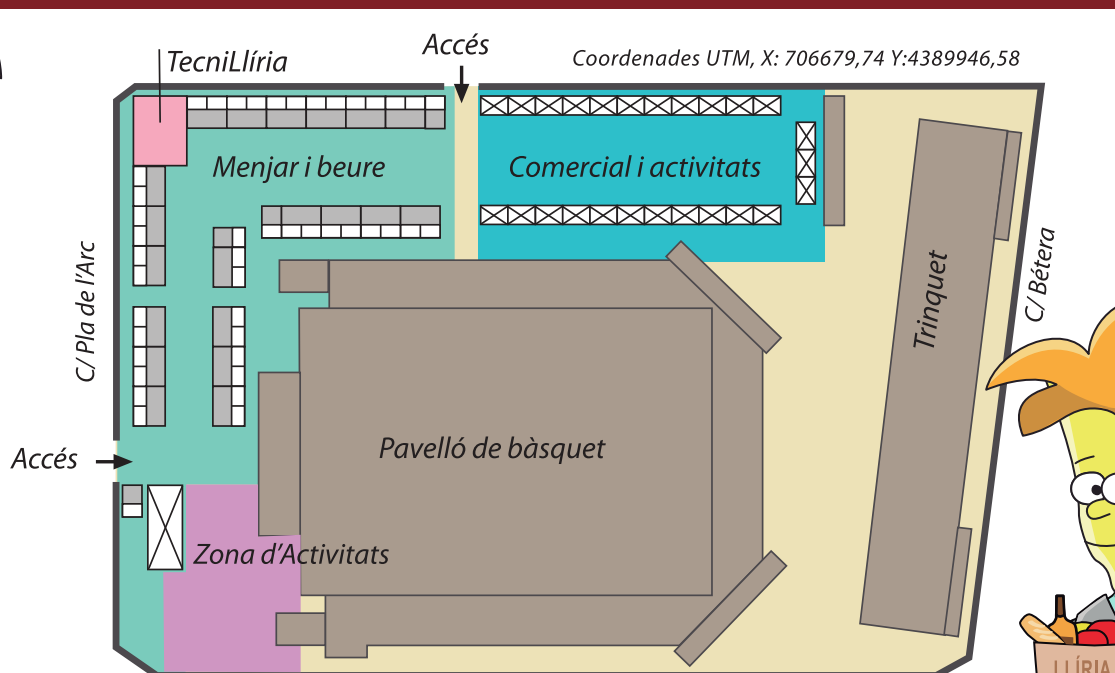 Accés
TecniLlíria
Coordenades UTM, X: 706679,74 Y:4389946,58
Menjar i beure
Comercial i activitats
C/ Pla de l'Arc
C/ Bétera
Trinquet
Pavelló de bàsquet
Accés
Zona d'Activitats
LLÍRIA